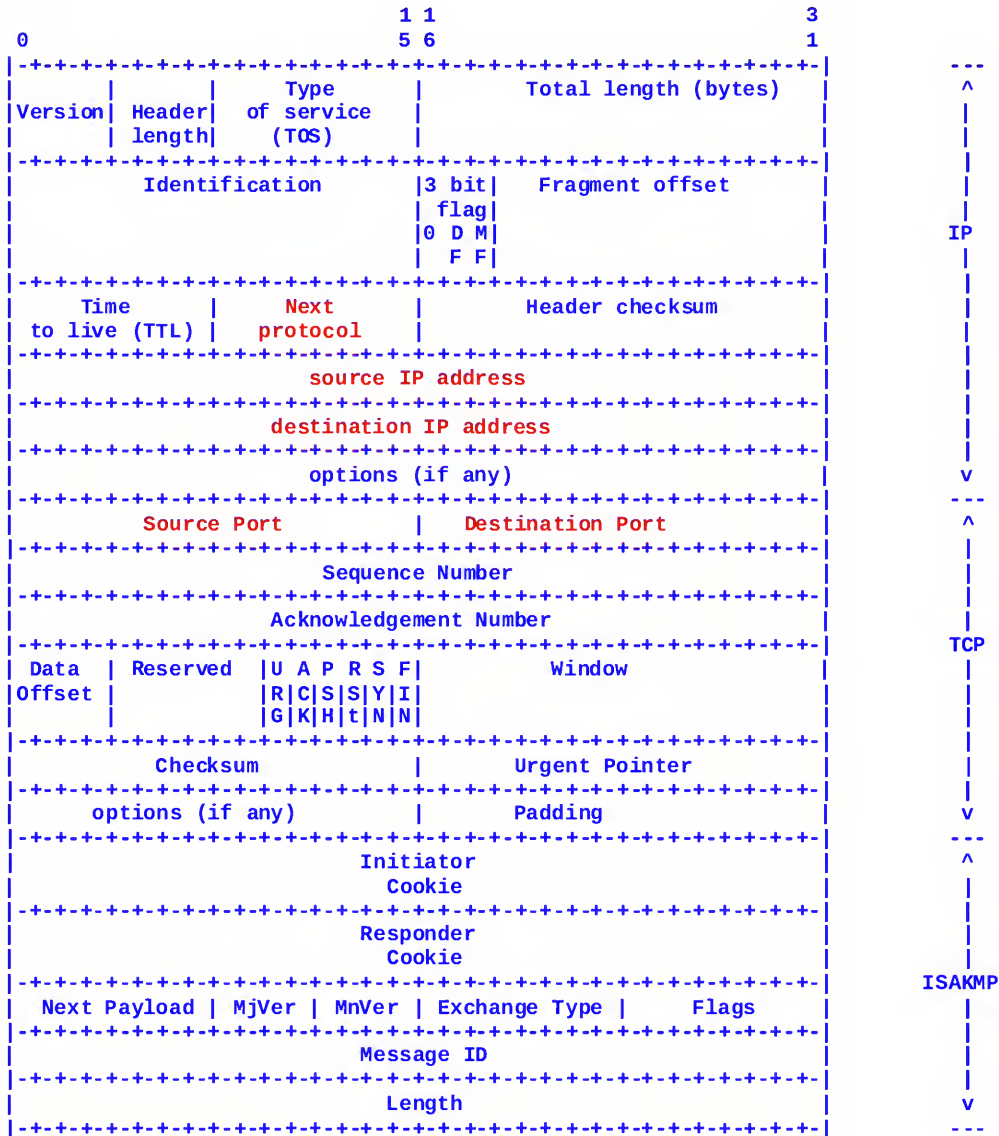 1 1 3
0 5 6 1
|-+-+-+-+-+-+-+-+-+-+-+-+-+-+-+-+-+-+-+-+-+-+-+-+-+-+-+-+-+-+-+-| ---
| | | Type | Total length (bytes) | ^
|Version| Header| of service | | |
| | length| (TOS) | | |
|-+-+-+-+-+-+-+-+-+-+-+-+-+-+-+-+-+-+-+-+-+-+-+-+-+-+-+-+-+-+-+-| |
| Identification |3 bit| Fragment offset | |
| | flag| | |
| |0 D M| | IP
| | F F| | |
|-+-+-+-+-+-+-+-+-+-+-+-+-+-+-+-+-+-+-+-+-+-+-+-+-+-+-+-+-+-+-+-| |
| Time | Next | Header checksum | |
| to live (TTL) | protocol | | |
|-+-+-+-+-+-+-+-+-+-+-+-+-+-+-+-+-+-+-+-+-+-+-+-+-+-+-+-+-+-+-+-| |
| source IP address | |
|-+-+-+-+-+-+-+-+-+-+-+-+-+-+-+-+-+-+-+-+-+-+-+-+-+-+-+-+-+-+-+-| |
| destination IP address | |
|-+-+-+-+-+-+-+-+-+-+-+-+-+-+-+-+-+-+-+-+-+-+-+-+-+-+-+-+-+-+-+-| |
| options (if any) | v
|-+-+-+-+-+-+-+-+-+-+-+-+-+-+-+-+-+-+-+-+-+-+-+-+-+-+-+-+-+-+-+-| ---
| Source Port | Destination Port | ^
|-+-+-+-+-+-+-+-+-+-+-+-+-+-+-+-+-+-+-+-+-+-+-+-+-+-+-+-+-+-+-+-| |
| Sequence Number | |
|-+-+-+-+-+-+-+-+-+-+-+-+-+-+-+-+-+-+-+-+-+-+-+-+-+-+-+-+-+-+-+-| |
| Acknowledgement Number | |
|-+-+-+-+-+-+-+-+-+-+-+-+-+-+-+-+-+-+-+-+-+-+-+-+-+-+-+-+-+-+-+-| TCP
| Data | Reserved |U A P R S F| Window | |
|Offset| |R|C|S|S|Y|I| | |
| | |G|K|H|t|N|N| | |
|-+-+-+-+-+-+-+-+-+-+-+-+-+-+-+-+-+-+-+-+-+-+-+-+-+-+-+-+-+-+-+-| |
| Checksum | Urgent Pointer | |
|-+-+-+-+-+-+-+-+-+-+-+-+-+-+-+-+-+-+-+-+-+-+-+-+-+-+-+-+-+-+-+-| |
| options (if any) | Padding | v
|-+-+-+-+-+-+-+-+-+-+-+-+-+-+-+-+-+-+-+-+-+-+-+-+-+-+-+-+-+-+-+-| ---
| Initiator | ^
| Cookie | |
|-+-+-+-+-+-+-+-+-+-+-+-+-+-+-+-+-+-+-+-+-+-+-+-+-+-+-+-+-+-+-+-| |
| Responder | |
| Cookie | |
|-+-+-+-+-+-+-+-+-+-+-+-+-+-+-+-+-+-+-+-+-+-+-+-+-+-+-+-+-+-+-+-| ISAKMP
| Next Payload | MjVer | MnVer | Exchange Type | Flags | |
|-+-+-+-+-+-+-+-+-+-+-+-+-+-+-+-+-+-+-+-+-+-+-+-+-+-+-+-+-+-+-+-| |
| Message ID | |
|-+-+-+-+-+-+-+-+-+-+-+-+-+-+-+-+-+-+-+-+-+-+-+-+-+-+-+-+-+-+-+-| |
| Length | v
|-+-+-+-+-+-+-+-+-+-+-+-+-+-+-+-+-+-+-+-+-+-+-+-+-+-+-+-+-+-+-+-| ---